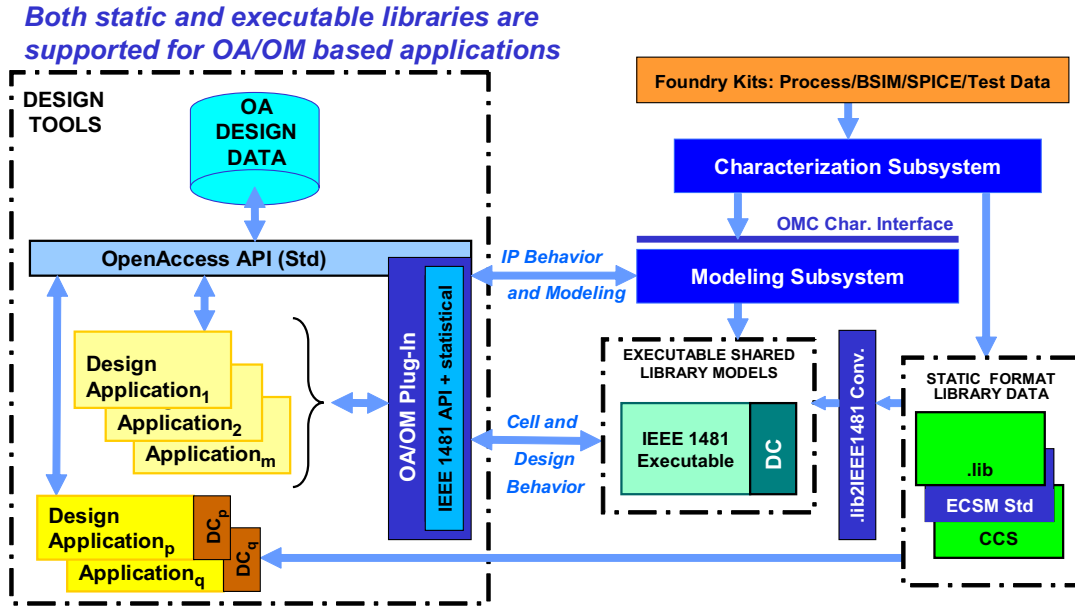 Both static and executable libraries are
supported for OA/OM based applications
DESIGN
TOOLS
OA
DESIGN
DATA
OpenAccess API (Std)
Design
Application1
Application2
Applicationm
Design
Applicationp
Applicationq
DCp
DCq
OA/OM Plug-In
IEEE 1481 API + statistical
IP Behavior
and Modeling
Cell and
Design
Behavior
Foundry Kits: Process/BSIM/SPICE/Test Data
Characterization Subsystem
OMC Char. Interface
Modeling Subsystem
EXECUTABLE SHARED
LIBRARY MODELS
IEEE 1481
Executable
DC
.lib2IEEE1481 Conv.
STATIC FORMAT
LIBRARY DATA
.lib
ECSM Std
CCS